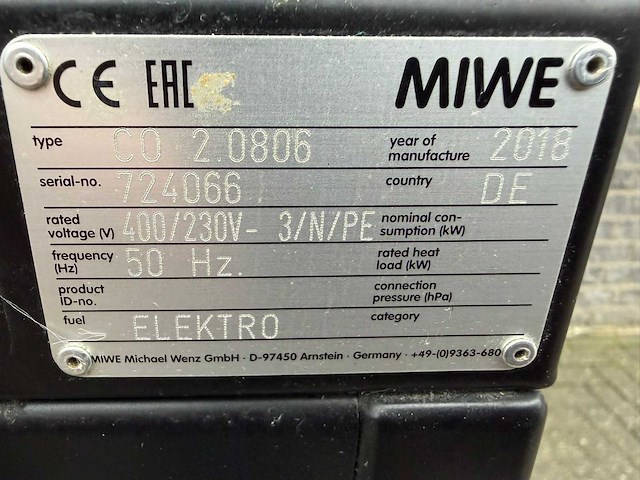 CE EAC MIWE
type CO 2.0806 year of manufacture 2018
serial-no. 724066 country DE
rated voltage (V) 400/230V- 3/N/PE nominal con-sumption (kW)
frequency (Hz) 50 Hz. rated heat load (kW)
product ID-no. connection pressure (hPa)
fuel ELEKTRO category
MIWE Michael Wenz GmbH · D-97450 Arnstein · Germany · +49-(0)9363-680